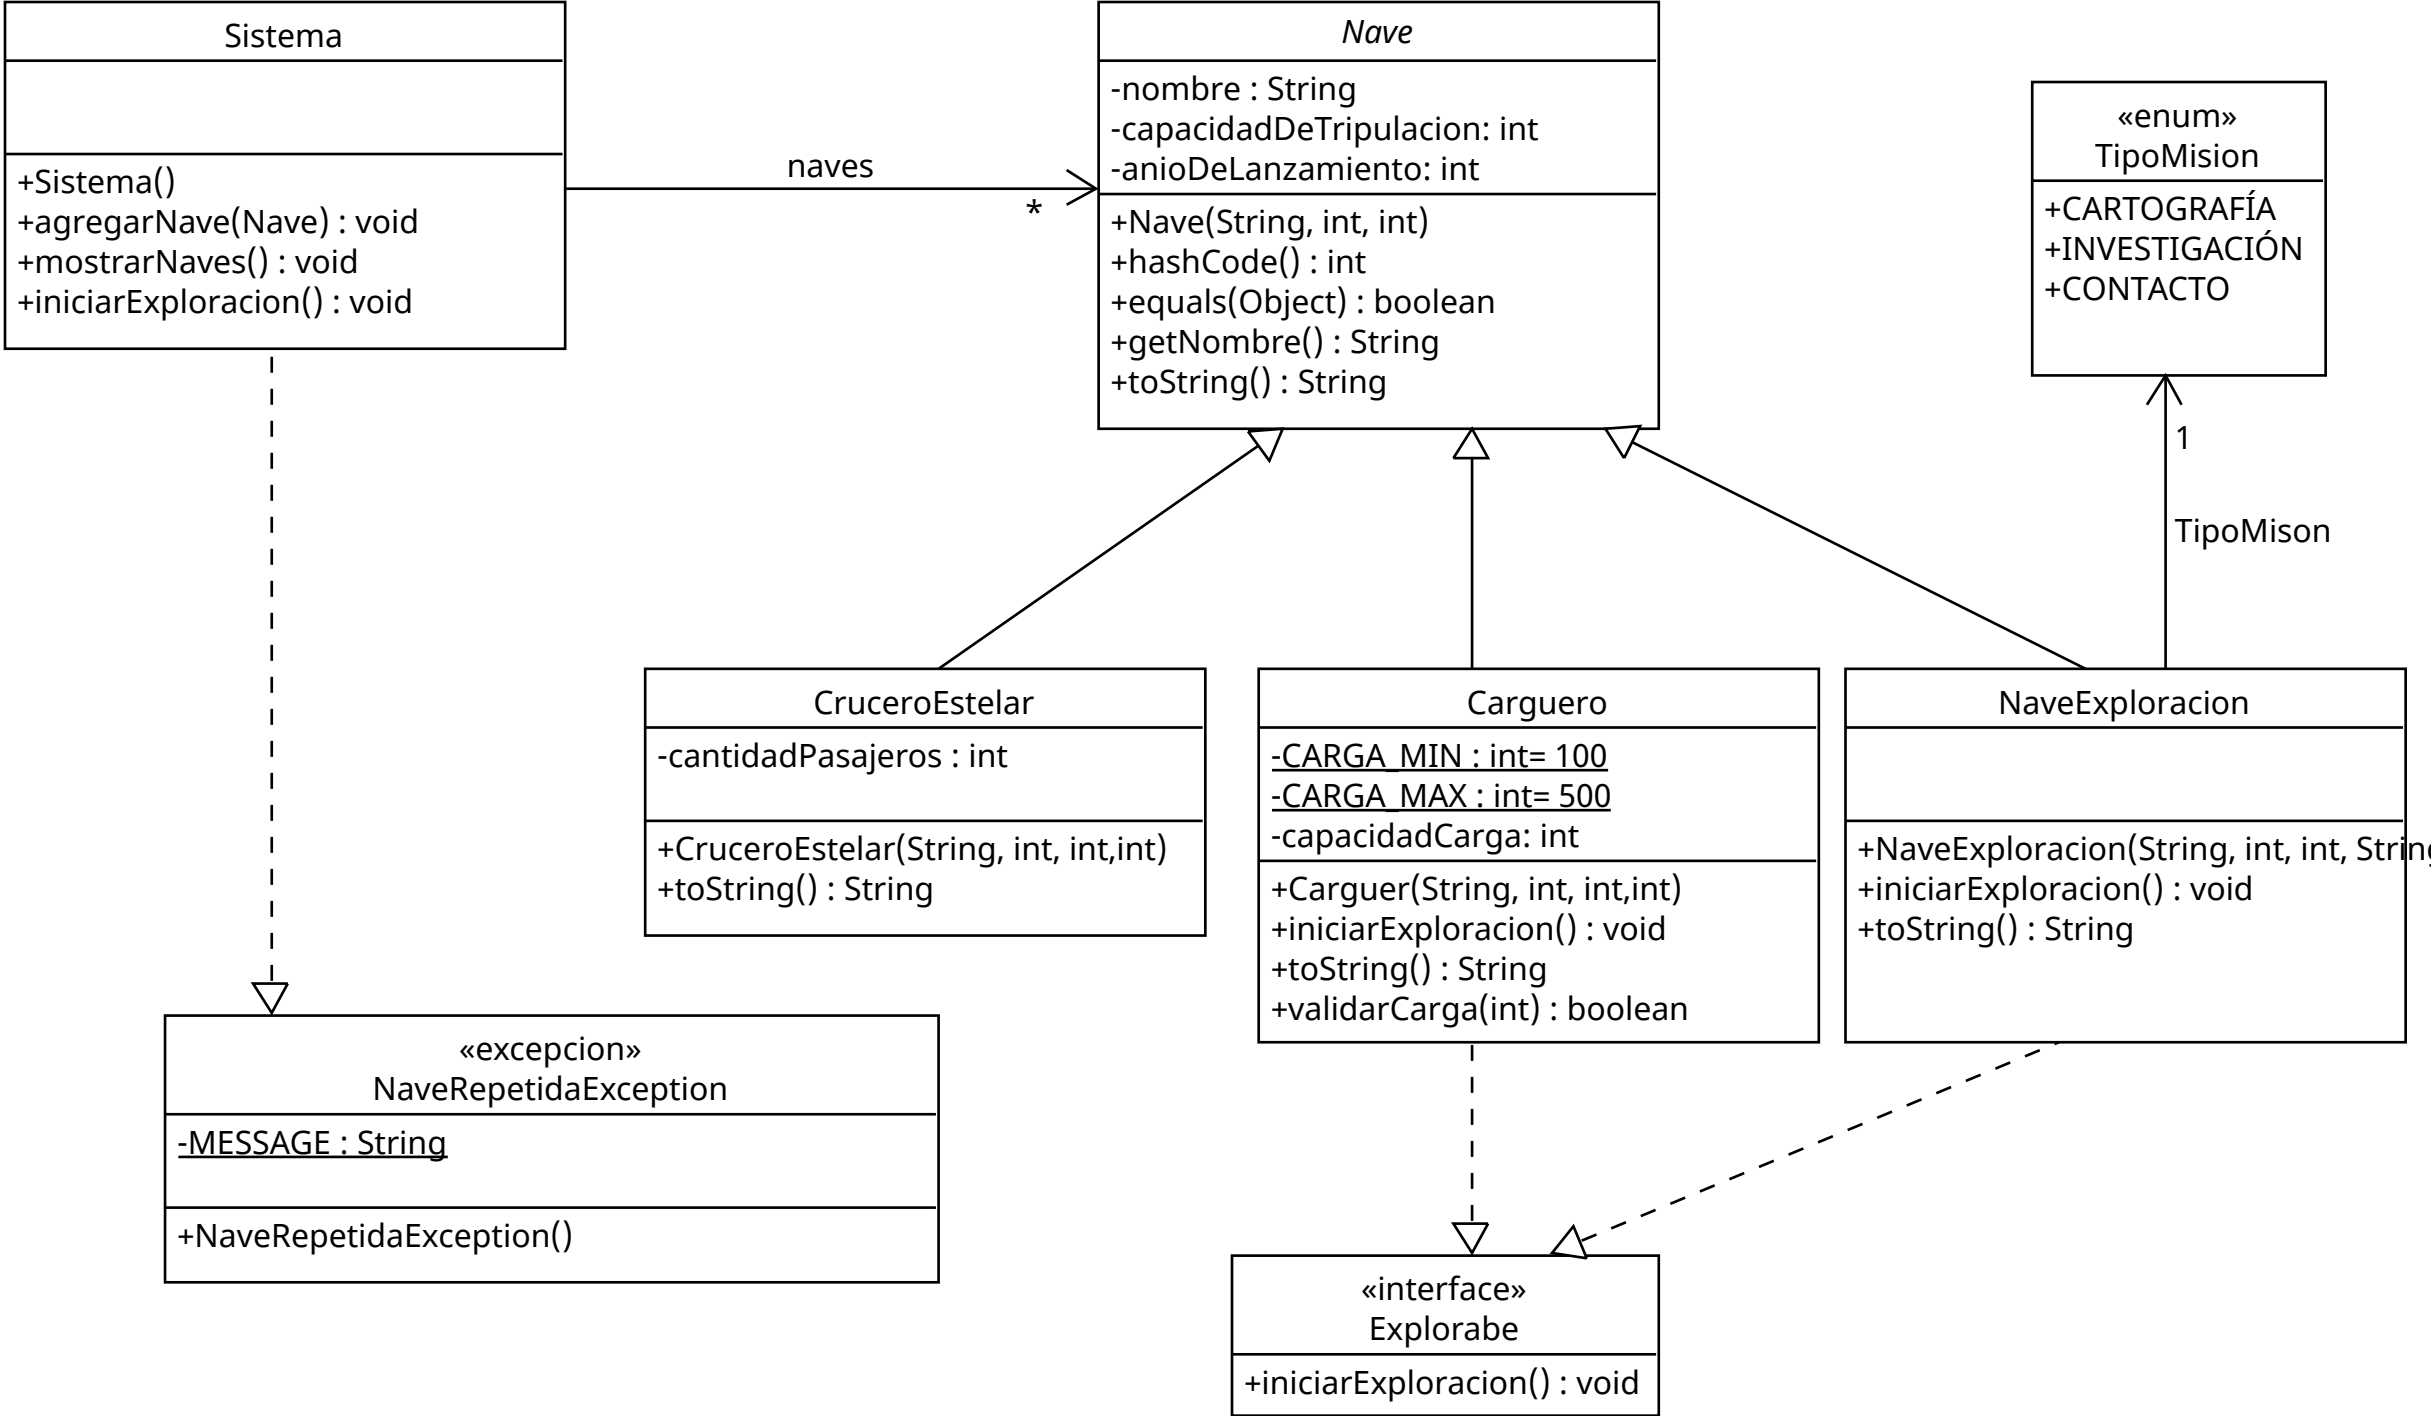 Sistema
+Sistema()
+agregarNave(Nave) : void
+mostrarNaves() : void
+iniciarExploracion() : void
naves
*
Nave
-nombre : String
-capacidadDeTripulacion: int
-anioDeLanzamiento: int
+Nave(String, int, int)
+hashCode() : int
+equals(Object) : boolean
+getNombre() : String
+toString() : String
«enum»
TipoMision
+CARTOGRAFÍA
+INVESTIGACIÓN
+CONTACTO
1
TipoMison
CruceroEstelar
-cantidadPasajeros : int
+CruceroEstelar(String, int, int,int)
+toString() : String
Carguero
-CARGA_MIN : int= 100
-CARGA_MAX : int= 500
-capacidadCarga: int
+Carguer(String, int, int,int)
+iniciarExploracion() : void
+toString() : String
+validarCarga(int) : boolean
NaveExploracion
+NaveExploracion(String, int, int, String
+iniciarExploracion() : void
+toString() : String
«excepcion»
NaveRepetidaException
-MESSAGE : String
+NaveRepetidaException()
«interface»
Explorabe
+iniciarExploracion() : void